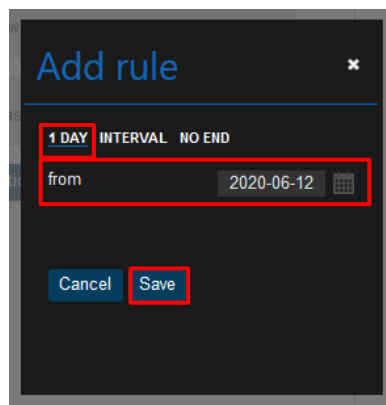 Add rule ×
1 DAY INTERVAL NO END
from 2020-06-12
Cancel Save